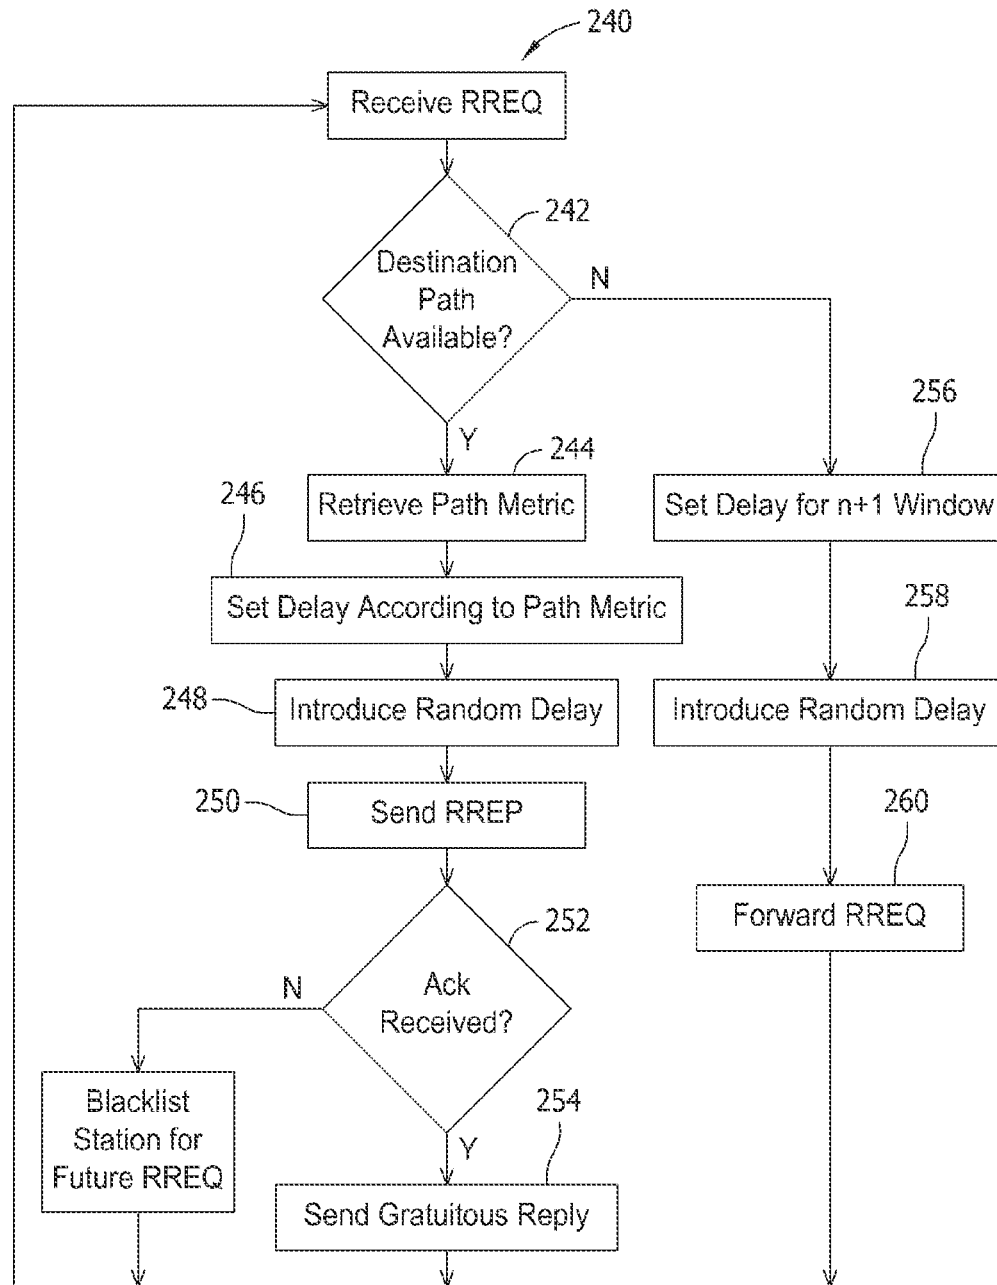 240
Receive RREQ
242
Destination
Path
Available?
N
Y
256
244
Retrieve Path Metric
Set Delay for n+1 Window
246
Set Delay According to Path Metric
258
248
Introduce Random Delay
Introduce Random Delay
250
Send RREP
260
Forward RREQ
252
Ack
Received?
N
Y
Blacklist
Station for
Future RREQ
254
Send Gratuitous Reply